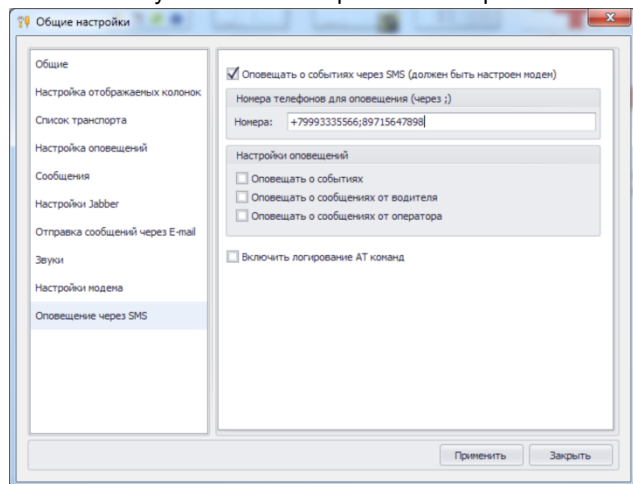 Общие настройки
Общие
Настройка отображаемых колонок
Список транспорта
Настройка оповещений
Сообщения
Настройки Jabber
Отправка сообщений через E-mail
Звуки
Настройки модема
Оповещение через SMS
Оповещать о событиях через SMS (должен быть настроен модем)
Номера телефонов для оповещения (через ;)
Номера: +79993335566;89715647898
Настройки оповещений
Оповещать о событиях
Оповещать о сообщениях от водителя
Оповещать о сообщениях от оператора
Включить логирование АТ команд
Применить Закрыть